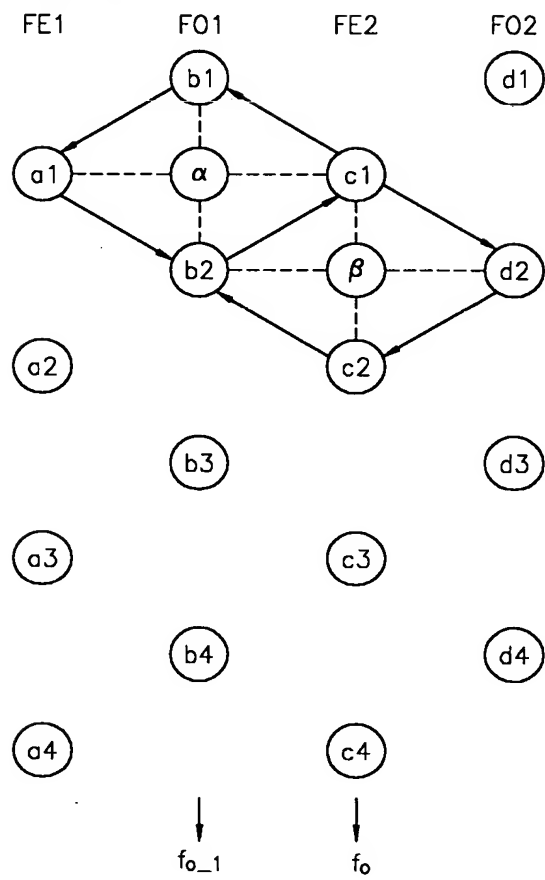 FE1 FO1 FE2 FO2
b1 d1
a1 α c1
b2 β d2
a2 c2
b3 d3
a3 c3
b4 d4
a4 c4
fo_1 fo